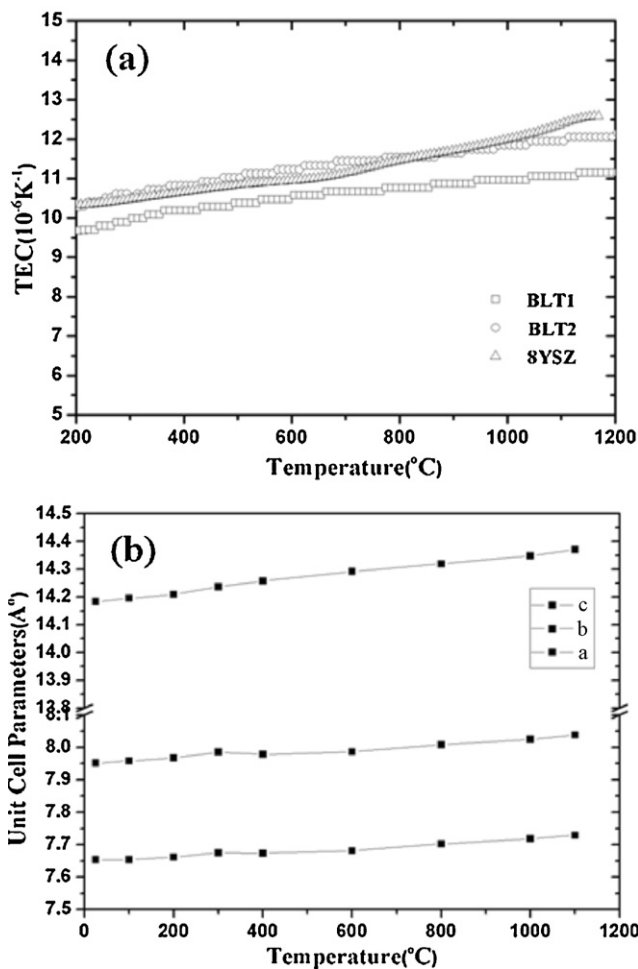 (a)
TEC(10⁻⁶K⁻¹)
15
14
13
12
11
10
9
8
7
6
5
BLT1
BLT2
8YSZ
200 400 600 800 1000 1200
Temperature(°C)
(b)
Unit Cell Parameters(A°)
14.5
14.4
14.3
14.2
14.1
14.0
13.9
13.8
8.1
8.0
7.9
7.8
7.7
7.6
7.5
c
b
a
0 200 400 600 800 1000 1200
Temperature(°C)